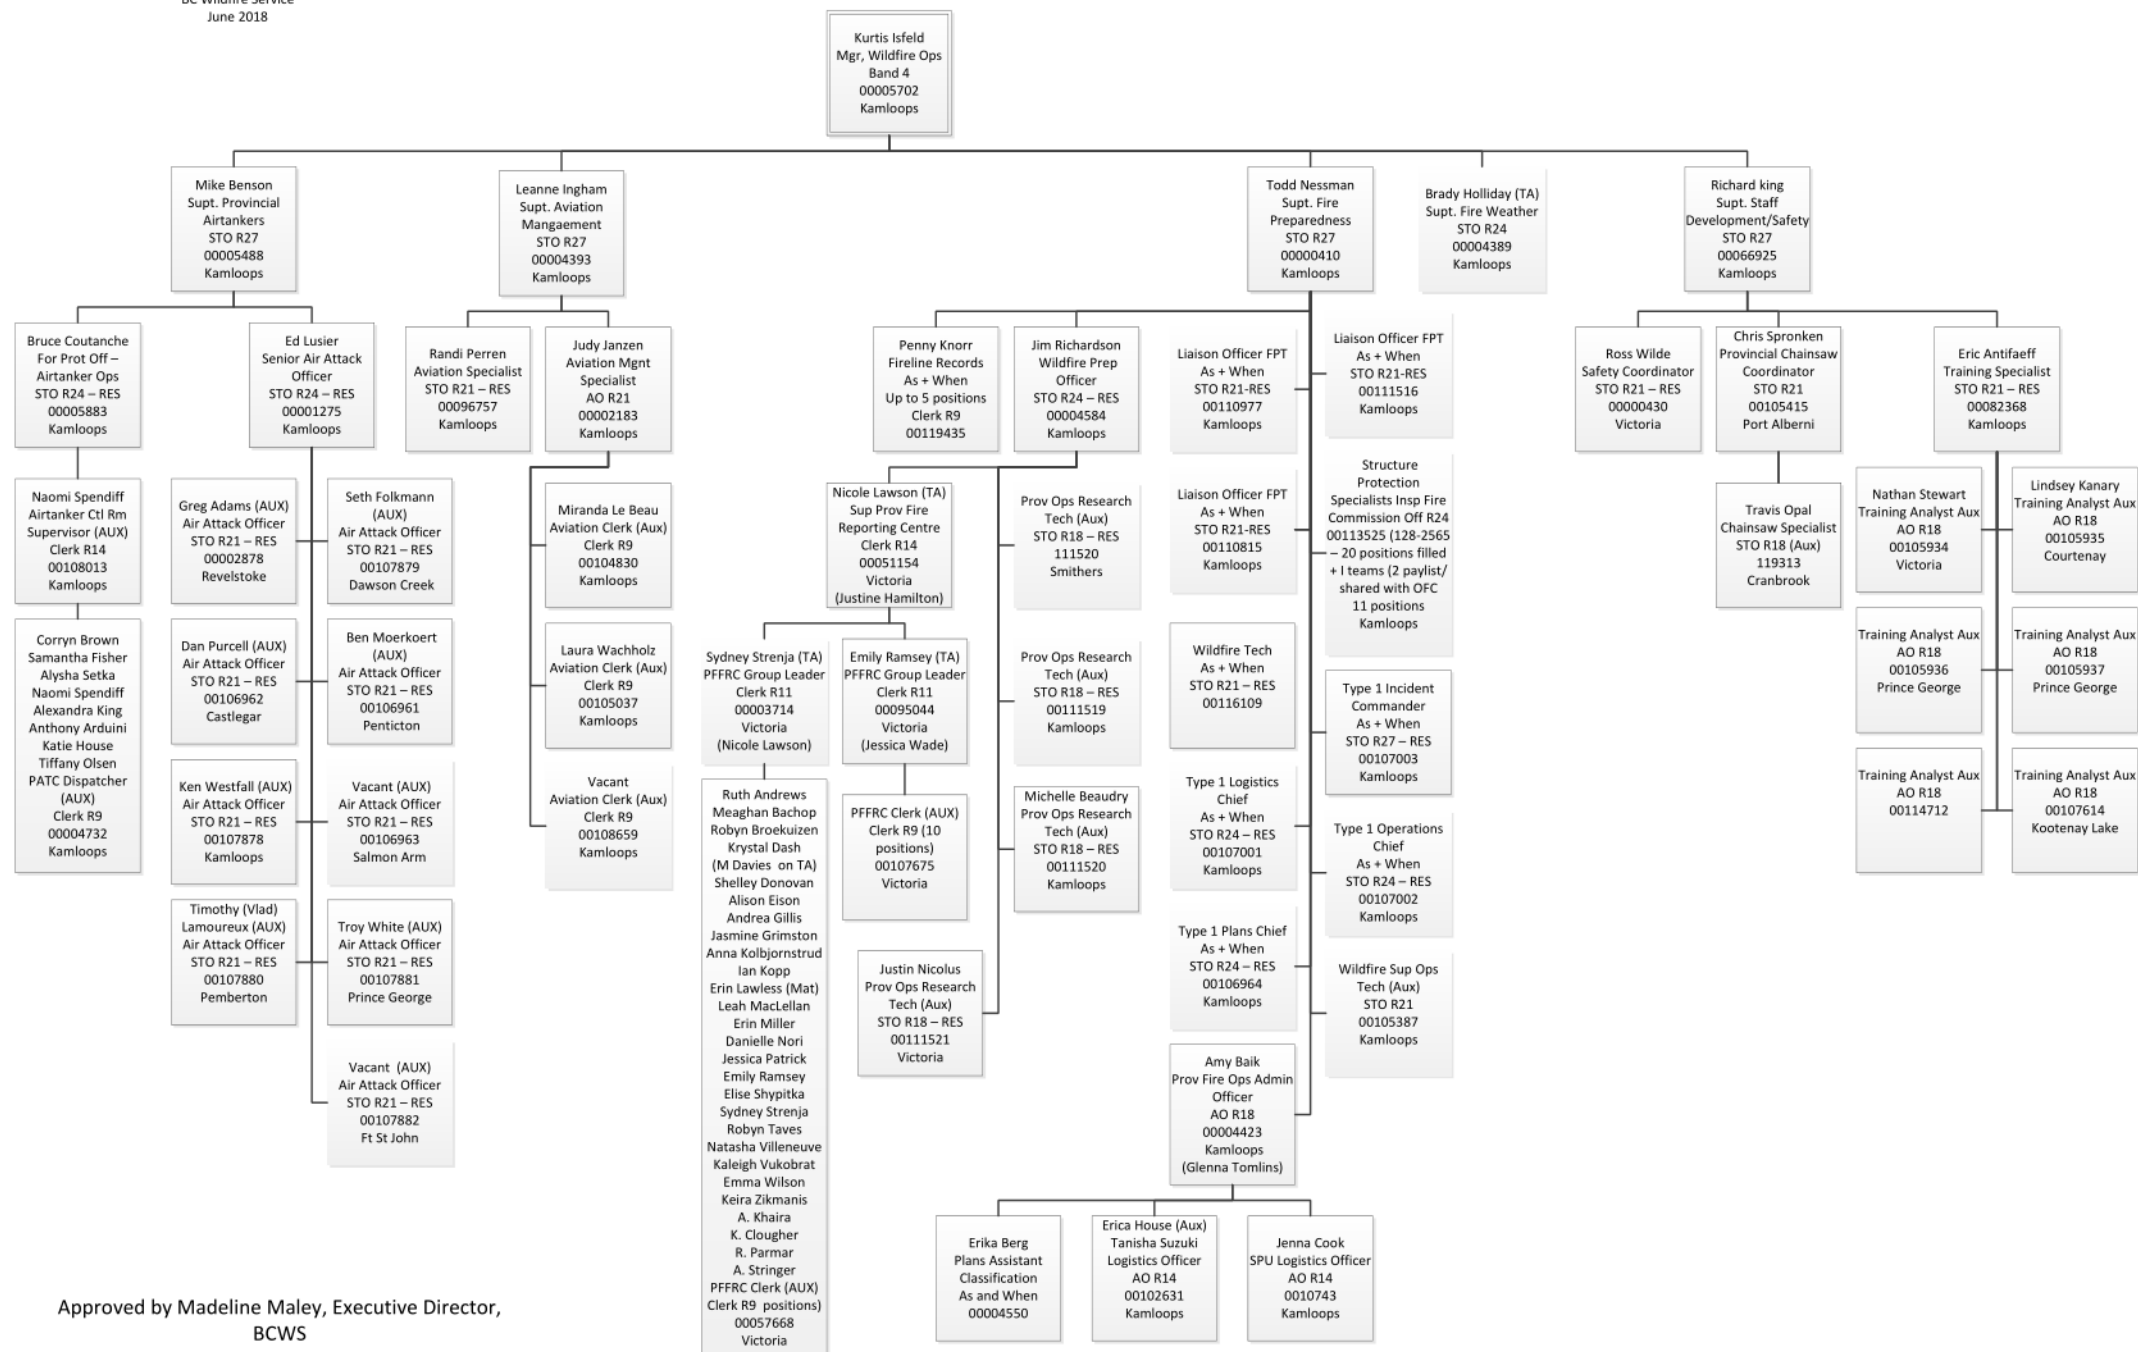 BC Wildfire Service
June 2018
Kurtis Isfeld
Mgr, Wildfire Ops
Band 4
00005702
Kamloops
Mike Benson
Supt. Provincial
Airtankers
STO R27
00005488
Kamloops
Leanne Ingham
Supt. Aviation
Mangaement
STO R27
00004393
Kamloops
Todd Nessman
Supt. Fire
Preparedness
STO R27
00000410
Kamloops
Brady Holliday (TA)
Supt. Fire Weather
STO R24
00004389
Kamloops
Richard king
Supt. Staff
Development/Safety
STO R27
00066925
Kamloops
Bruce Coutanche
For Prot Off –
Airtanker Ops
STO R24 – RES
00005883
Kamloops
Ed Lusier
Senior Air Attack
Officer
STO R24 – RES
00001275
Kamloops
Randi Perren
Aviation Specialist
STO R21 – RES
00096757
Kamloops
Judy Janzen
Aviation Mgnt
Specialist
AO R21
00002183
Kamloops
Penny Knorr
Fireline Records
As + When
Up to 5 positions
Clerk R9
00119435
Jim Richardson
Wildfire Prep
Officer
STO R24 – RES
00004584
Kamloops
Liaison Officer FPT
As + When
STO R21-RES
00110977
Kamloops
Liaison Officer FPT
As + When
STO R21-RES
00111516
Kamloops
Ross Wilde
Safety Coordinator
STO R21 – RES
00000430
Victoria
Chris Spronken
Provincial Chainsaw
Coordinator
STO R21
00105415
Port Alberni
Eric Antifaeff
Training Specialist
STO R21 – RES
00082368
Kamloops
Naomi Spendiff
Airtanker Ctl Rm
Supervisor (AUX)
Clerk R14
00108013
Kamloops
Greg Adams (AUX)
Air Attack Officer
STO R21 – RES
00002878
Revelstoke
Seth Folkmann
(AUX)
Air Attack Officer
STO R21 – RES
00107879
Dawson Creek
Miranda Le Beau
Aviation Clerk (Aux)
Clerk R9
00104830
Kamloops
Nicole Lawson (TA)
Sup Prov Fire
Reporting Centre
Clerk R14
00051154
Victoria
(Justine Hamilton)
Prov Ops Research
Tech (Aux)
STO R18 – RES
111520
Smithers
Liaison Officer FPT
As + When
STO R21-RES
00110815
Kamloops
Structure
Protection
Specialists Insp Fire
Commission Off R24
00113525 (128-2565
– 20 positions filled
+ I teams (2 paylist/
shared with OFC
11 positions
Kamloops
Travis Opal
Chainsaw Specialist
STO R18 (Aux)
119313
Cranbrook
Nathan Stewart
Training Analyst Aux
AO R18
00105934
Victoria
Lindsey Kanary
Training Analyst Aux
AO R18
00105935
Courtenay
Corryn Brown
Samantha Fisher
Alysha Setka
Naomi Spendiff
Alexandra King
Anthony Arduini
Katie House
Tiffany Olsen
PATC Dispatcher
(AUX)
Clerk R9
00004732
Kamloops
Dan Purcell (AUX)
Air Attack Officer
STO R21 – RES
00106962
Castlegar
Ben Moerkoert
(AUX)
Air Attack Officer
STO R21 – RES
00106961
Penticton
Laura Wachholz
Aviation Clerk (Aux)
Clerk R9
00105037
Kamloops
Sydney Strenja (TA)
PFFRC Group Leader
Clerk R11
00003714
Victoria
(Nicole Lawson)
Emily Ramsey (TA)
PFFRC Group Leader
Clerk R11
00095044
Victoria
(Jessica Wade)
Prov Ops Research
Tech (Aux)
STO R18 – RES
00111519
Kamloops
Wildfire Tech
As + When
STO R21 – RES
00116109
Type 1 Incident
Commander
As + When
STO R27 – RES
00107003
Kamloops
Training Analyst Aux
AO R18
00105936
Prince George
Training Analyst Aux
AO R18
00105937
Prince George
Ken Westfall (AUX)
Air Attack Officer
STO R21 – RES
00107878
Kamloops
Vacant (AUX)
Air Attack Officer
STO R21 – RES
00106963
Salmon Arm
Vacant
Aviation Clerk (Aux)
Clerk R9
00108659
Kamloops
Ruth Andrews
Meaghan Bachop
Robyn Broekuizen
Krystal Dash
(M Davies on TA)
Shelley Donovan
Alison Eison
Andrea Gillis
Jasmine Grimston
Anna Kolbjornstrud
Ian Kopp
Erin Lawless (Mat)
Leah MacLellan
Erin Miller
Danielle Nori
Jessica Patrick
Emily Ramsey
Elise Shypitka
Sydney Strenja
Robyn Taves
Natasha Villeneuve
Kaleigh Vukobrat
Emma Wilson
Keira Zikmanis
A. Khaira
K. Clougher
R. Parmar
A. Stringer
PFFRC Clerk (AUX)
Clerk R9 positions)
00057668
Victoria
PFFRC Clerk (AUX)
Clerk R9 (10
positions)
00107675
Victoria
Michelle Beaudry
Prov Ops Research
Tech (Aux)
STO R18 – RES
00111520
Kamloops
Type 1 Logistics
Chief
As + When
STO R24 – RES
00107001
Kamloops
Type 1 Operations
Chief
As + When
STO R24 – RES
00107002
Kamloops
Training Analyst Aux
AO R18
00114712
Training Analyst Aux
AO R18
00107614
Kootenay Lake
Timothy (Vlad)
Lamoureux (AUX)
Air Attack Officer
STO R21 – RES
00107880
Pemberton
Troy White (AUX)
Air Attack Officer
STO R21 – RES
00107881
Prince George
Justin Nicolus
Prov Ops Research
Tech (Aux)
STO R18 – RES
00111521
Victoria
Type 1 Plans Chief
As + When
STO R24 – RES
00106964
Kamloops
Wildfire Sup Ops
Tech (Aux)
STO R21
00105387
Kamloops
Vacant (AUX)
Air Attack Officer
STO R21 – RES
00107882
Ft St John
Amy Baik
Prov Fire Ops Admin
Officer
AO R18
00004423
Kamloops
(Glenna Tomlins)
Erika Berg
Plans Assistant
Classification
As and When
00004550
Erica House (Aux)
Tanisha Suzuki
Logistics Officer
AO R14
00102631
Kamloops
Jenna Cook
SPU Logistics Officer
AO R14
0010743
Kamloops
Approved by Madeline Maley, Executive Director,
BCWS